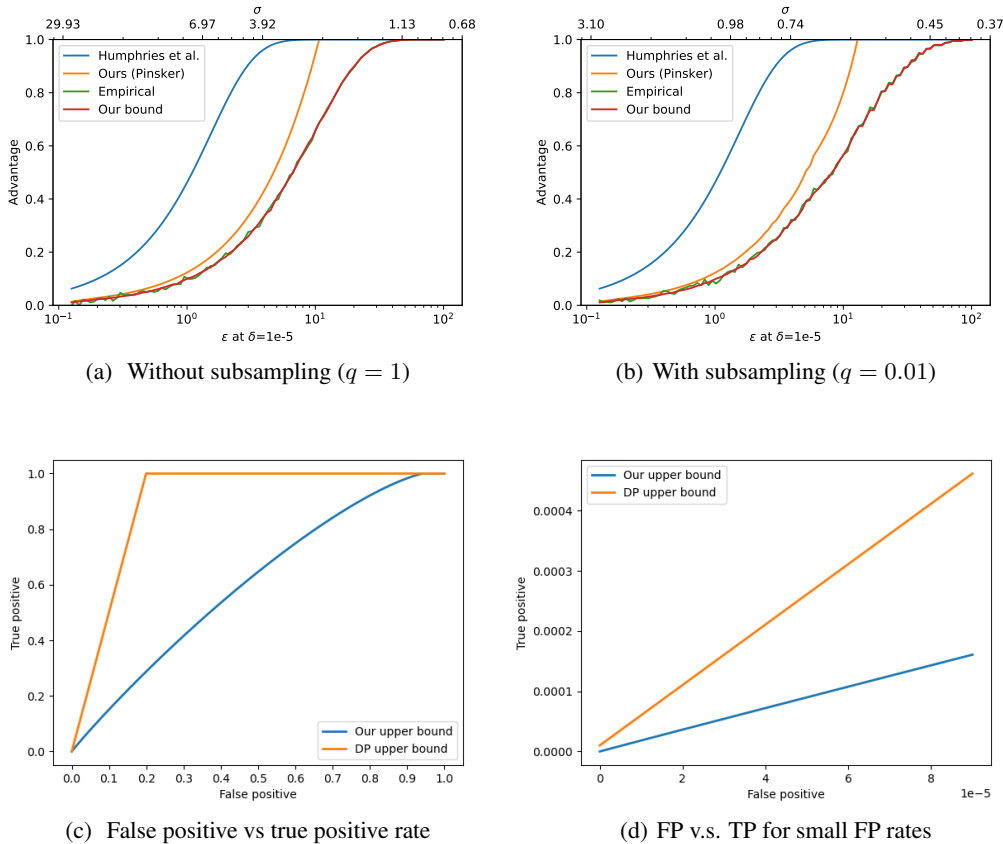 σ
29.93 6.97 3.92 1.13 0.68
1.0
0.8
0.6
0.4
0.2
0.0
Advantage
Humphries et al.
Ours (Pinsker)
Empirical
Our bound
10⁻¹ 10⁰ 10¹ 10²
ε at δ=1e-5
(a) Without subsampling (q = 1)
σ
3.10 0.98 0.74 0.45 0.37
1.0
0.8
0.6
0.4
0.2
0.0
Advantage
Humphries et al.
Ours (Pinsker)
Empirical
Our bound
10⁻¹ 10⁰ 10¹ 10²
ε at δ=1e-5
(b) With subsampling (q = 0.01)
1.0
0.8
0.6
0.4
0.2
0.0
True positive
Our upper bound
DP upper bound
0.0 0.1 0.2 0.3 0.4 0.5 0.6 0.7 0.8 0.9 1.0
False positive
(c) False positive vs true positive rate
Our upper bound
DP upper bound
0.0004
0.0003
0.0002
0.0001
0.0000
True positive
0 2 4 6 8
1e-5
False positive
(d) FP v.s. TP for small FP rates